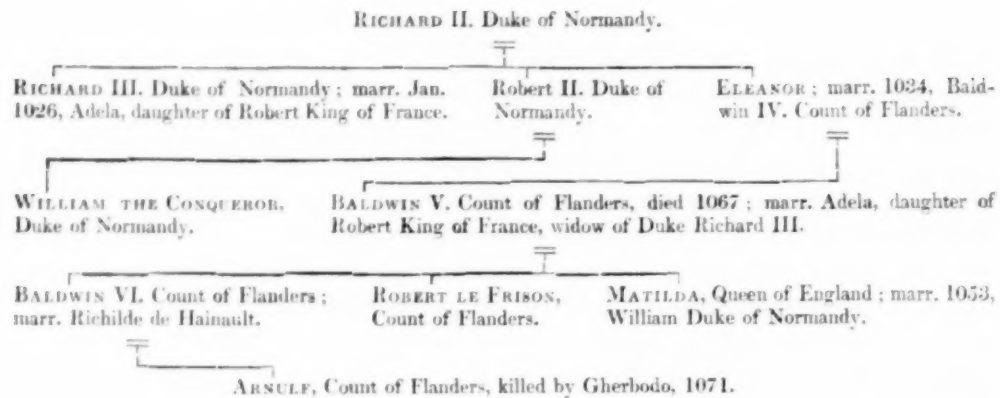 RICHARD II. Duke of Normandy.
RICHARD III. Duke of Normandy; marr. Jan. 1026, Adela, daughter of Robert King of France.
Robert II. Duke of Normandy.
ELEANOR; marr. 1034, Baldwin IV. Count of Flanders.
WILLIAM THE CONQUEROR, Duke of Normandy.
BALDWIN V. Count of Flanders, died 1067; marr. Adela, daughter of Robert King of France, widow of Duke Richard III.
BALDWIN VI. Count of Flanders; marr. Richilde de Hainault.
ROBERT LE FRISON, Count of Flanders.
MATILDA, Queen of England; marr. 1053, William Duke of Normandy.
ARNULF, Count of Flanders, killed by Gherbodo, 1071.